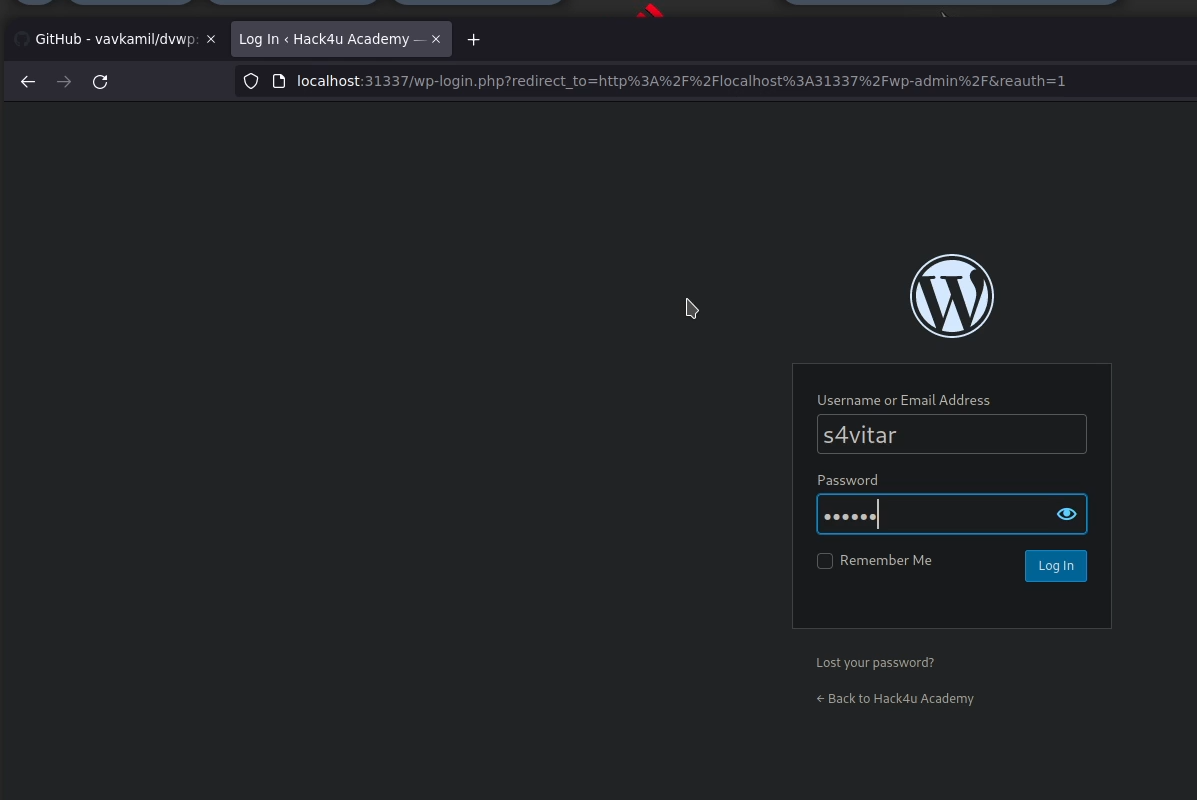 GitHub - vavkamil/dvwp:
Log In ‹ Hack4u Academy —
localhost:31337/wp-login.php?redirect_to=http%3A%2F%2Flocalhost%3A31337%2Fwp-admin%2F&reauth=1
Username or Email Address
s4vitar
Password
••••••
Remember Me
Log In
Lost your password?
← Back to Hack4u Academy